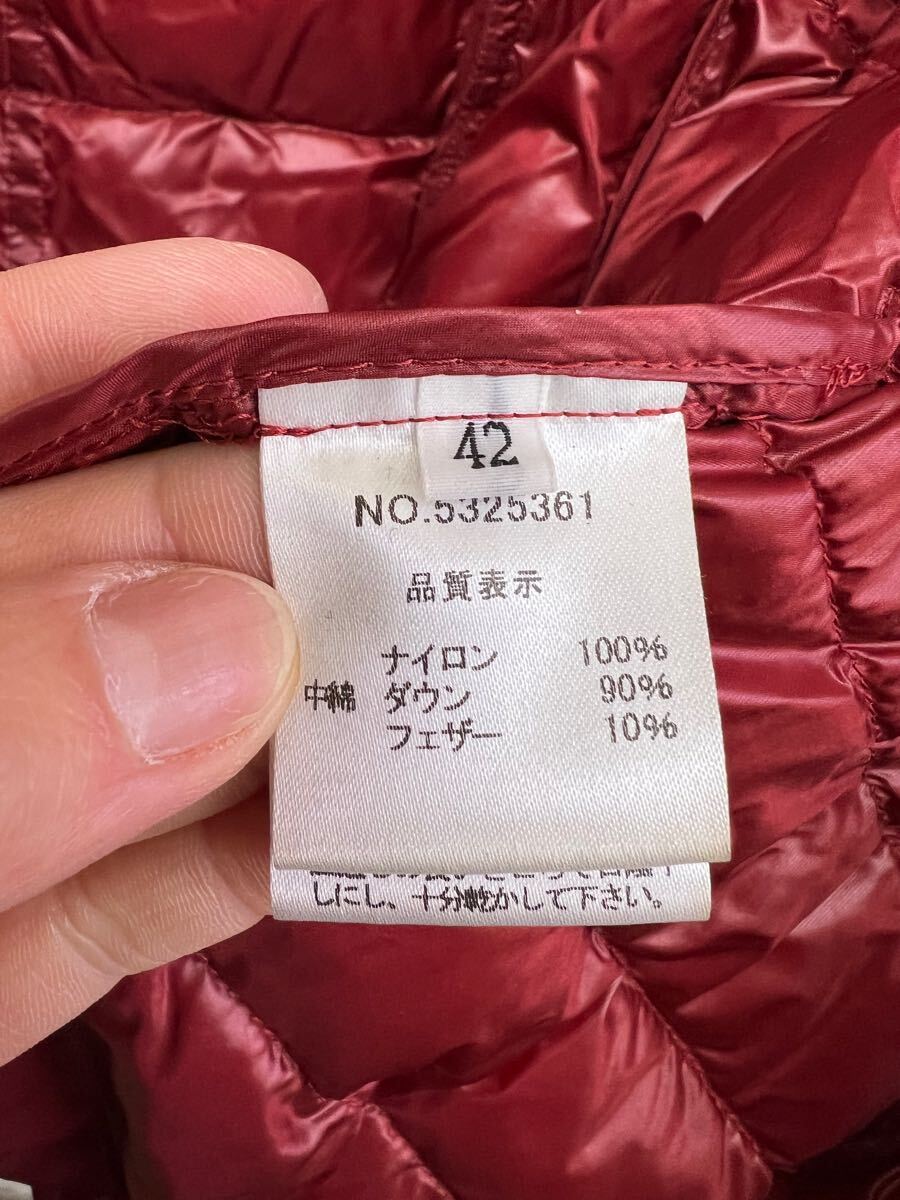 42
NO.5325361
品質表示
ナイロン 100%
中綿 ダウン 90%
フェザー 10%
しにし、十分乾かして下さい。